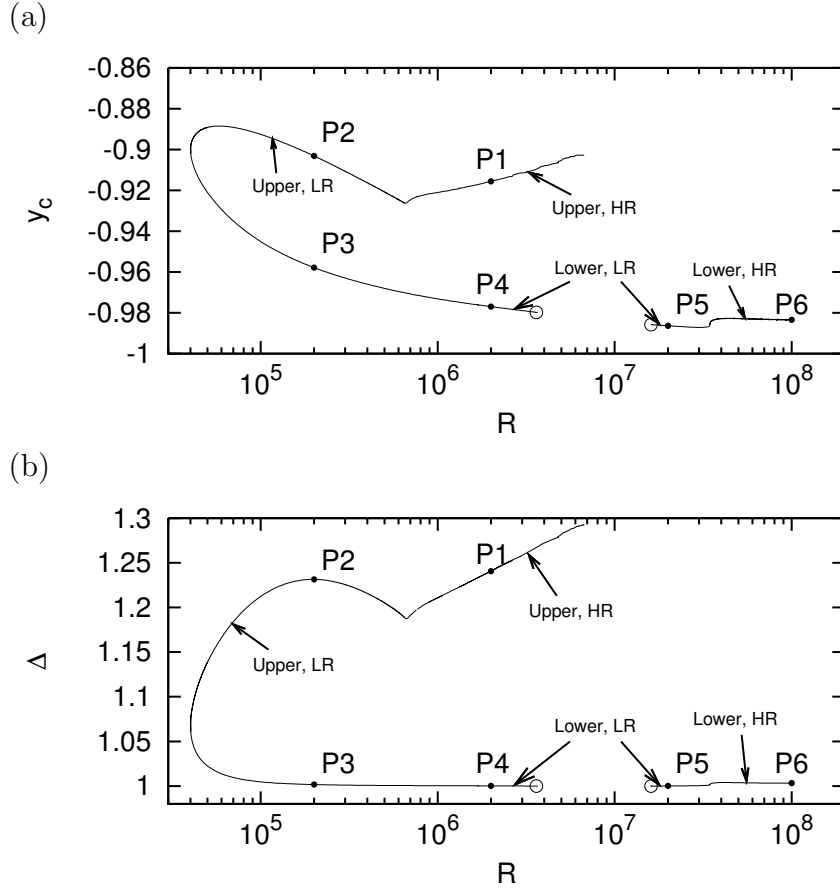 (a)
-0.86
-0.88
-0.9
-0.92
-0.94
-0.96
-0.98
-1
y_c
P2
P1
Upper, LR
Upper, HR
P3
P4
Lower, LR
Lower, HR
P5
P6
10^5
10^6
10^7
10^8
R
(b)
1.3
1.25
1.2
1.15
1.1
1.05
1
Δ
P2
P1
Upper, HR
Upper, LR
P3
P4
Lower, LR
Lower, HR
P5
P6
10^5
10^6
10^7
10^8
R